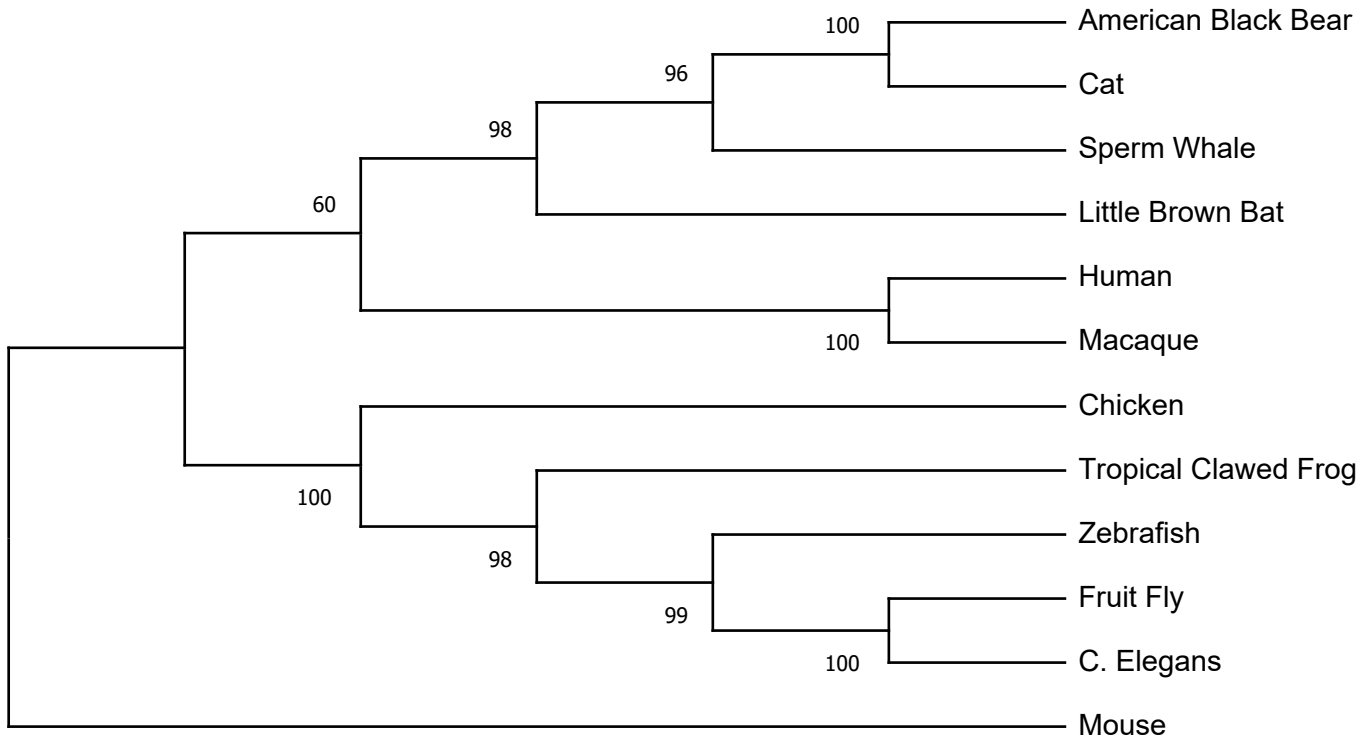 100
American Black Bear
Cat
96
Sperm Whale
98
Little Brown Bat
60
Human
100
Macaque
Chicken
100
Tropical Clawed Frog
98
Zebrafish
99
Fruit Fly
100
C. Elegans
Mouse